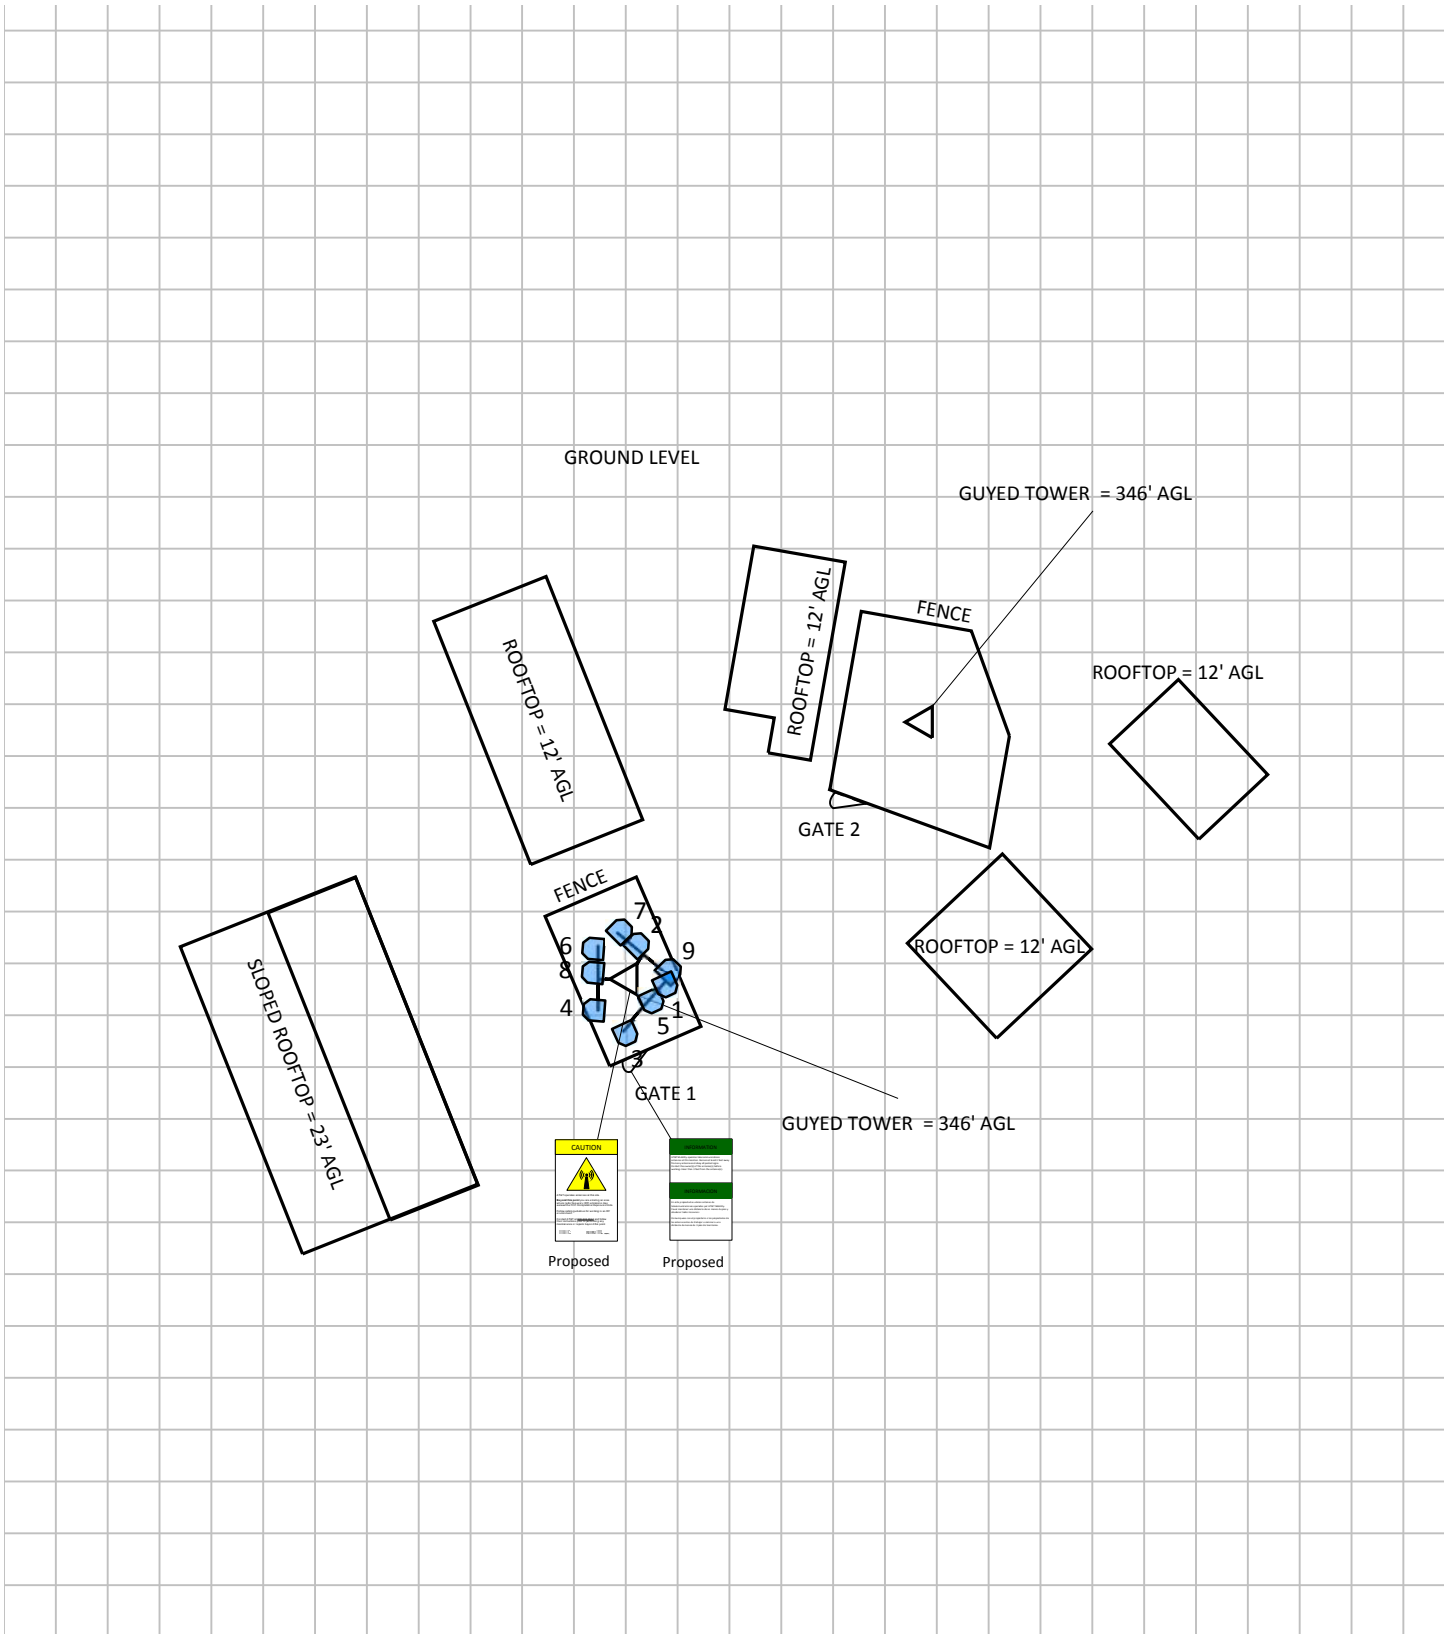 GROUND LEVEL
GUYED TOWER = 346' AGL
ROOFTOP = 12' AGL
FENCE
ROOFTOP = 12' AGL
ROOFTOP = 12' AGL
GATE 2
FENCE
7
2
6
9
8
ROOFTOP = 12' AGL
4
1
5
3
SLOPED ROOFTOP = 23' AGL
GATE 1
GUYED TOWER = 346' AGL
CAUTION
INFORMACION
Proposed
Proposed